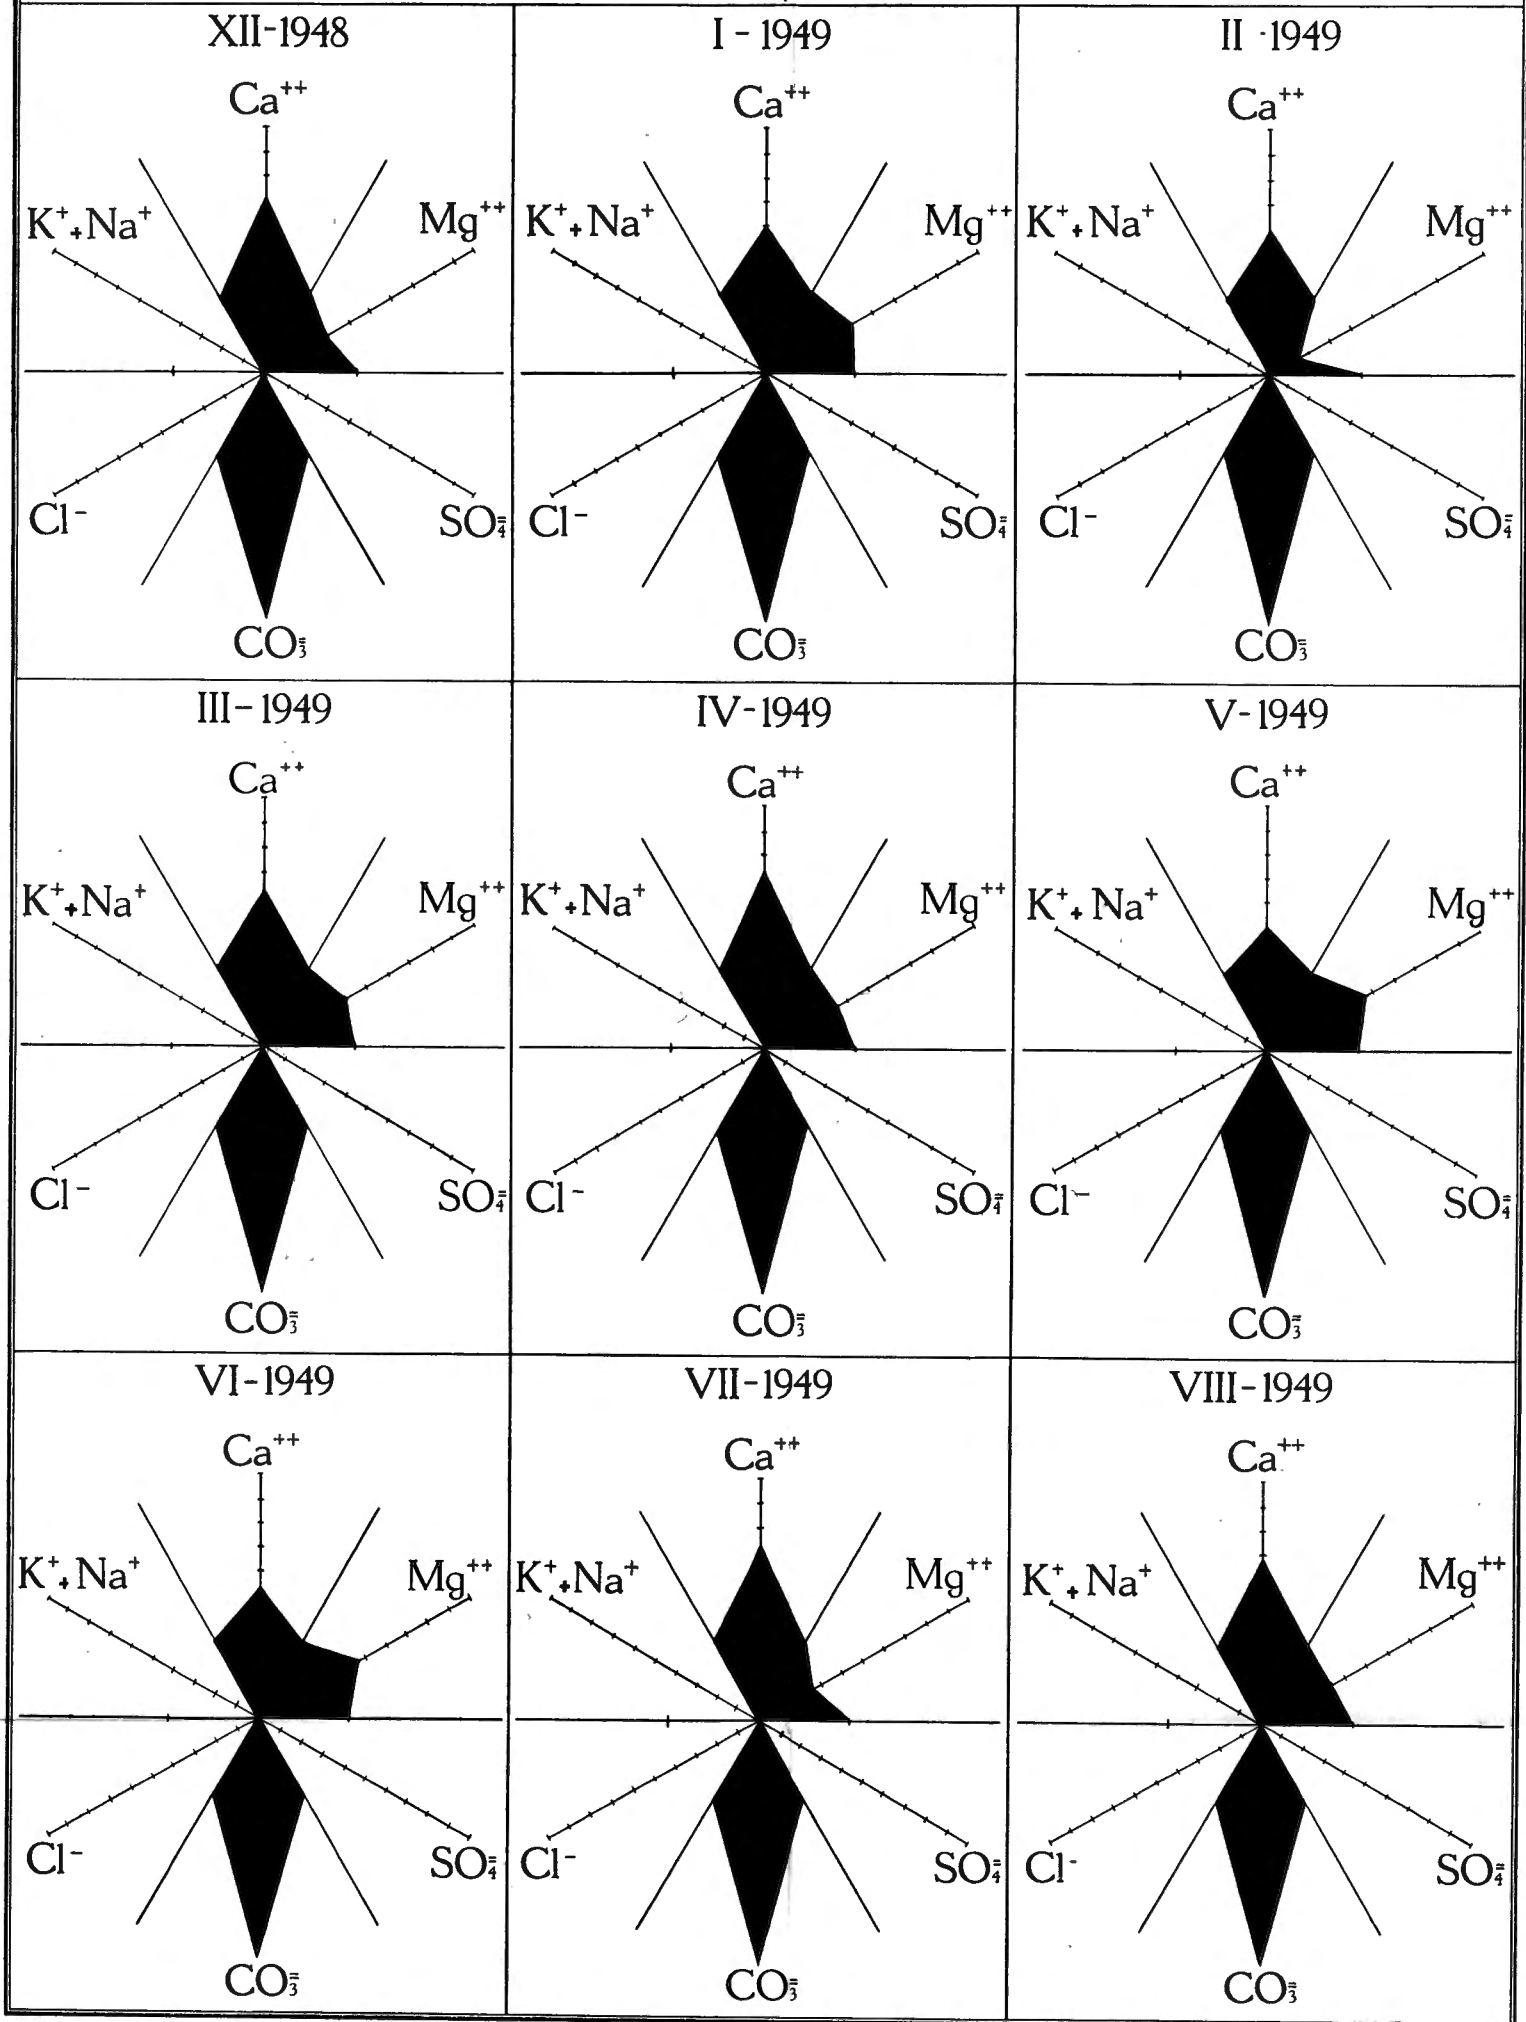 XII-1948
Ca++
K+ + Na+
Mg++
Cl-
SO4=
CO3=
I - 1949
Ca++
K+ + Na+
Mg++
Cl-
SO4=
CO3=
II - 1949
Ca++
K+ + Na+
Mg++
Cl-
SO4=
CO3=
III - 1949
Ca++
K+ + Na+
Mg++
Cl-
SO4=
CO3=
IV - 1949
Ca++
K+ + Na+
Mg++
Cl-
SO4=
CO3=
V - 1949
Ca++
K+ + Na+
Mg++
Cl-
SO4=
CO3=
VI - 1949
Ca++
K+ + Na+
Mg++
Cl-
SO4=
CO3=
VII - 1949
Ca++
K+ + Na+
Mg++
Cl-
SO4=
CO3=
VIII - 1949
Ca++
K+ + Na+
Mg++
Cl-
SO4=
CO3=